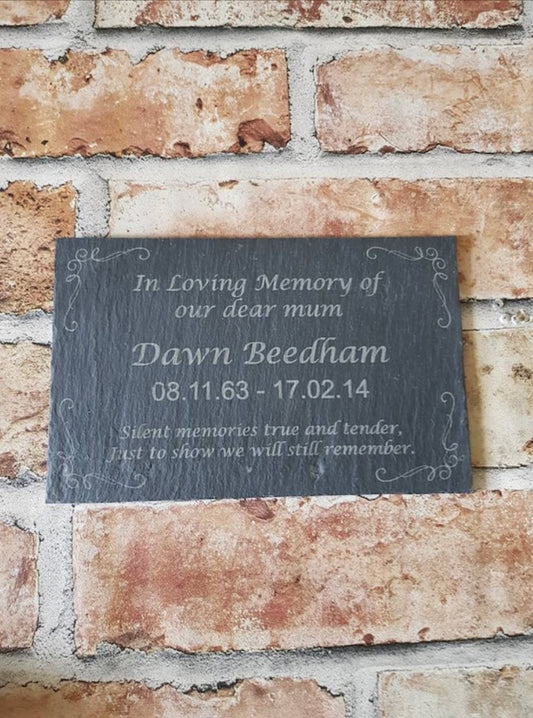 In Loving Memory of
our dear mum
Dawn Beedham
08.11.63 - 17.02.14
Silent memories true and tender,
Just to show we will still remember.